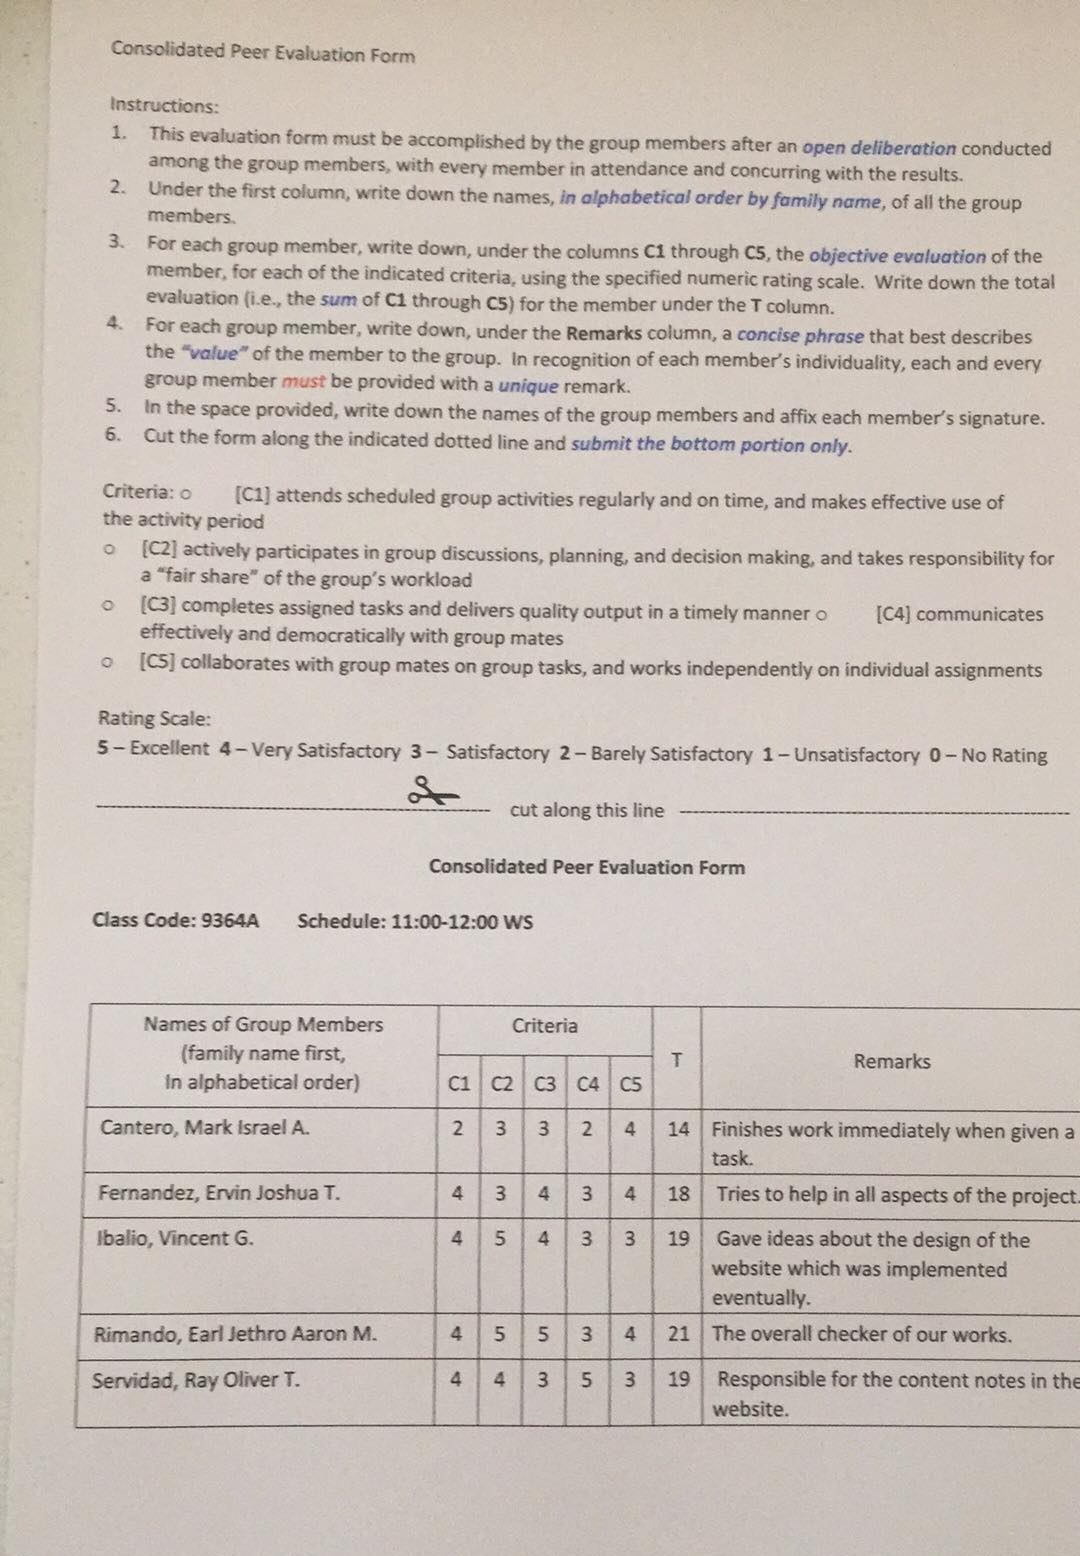 Consolidated Peer Evaluation Form
Instructions:
1. This evaluation form must be accomplished by the group members after an open deliberation conducted
among the group members, with every member in attendance and concurring with the results.
2. Under the first column, write down the names, in alphabetical order by family name, of all the group
members.
3. For each group member, write down, under the columns C1 through C5, the objective evaluation of the
member, for each of the indicated criteria, using the specified numeric rating scale. Write down the total
evaluation (i.e., the sum of C1 through C5) for the member under the T column.
4. For each group member, write down, under the Remarks column, a concise phrase that best describes
the “value” of the member to the group. In recognition of each member's individuality, each and every
group member must be provided with a unique remark.
5. In the space provided, write down the names of the group members and affix each member's signature.
6. Cut the form along the indicated dotted line and submit the bottom portion only.
Criteria: o [C1] attends scheduled group activities regularly and on time, and makes effective use of
the activity period
o [C2] actively participates in group discussions, planning, and decision making, and takes responsibility for
a “fair share” of the group's workload
o [C3] completes assigned tasks and delivers quality output in a timely manner o [C4] communicates
effectively and democratically with group mates
o [C5] collaborates with group mates on group tasks, and works independently on individual assignments
Rating Scale:
5 – Excellent 4 – Very Satisfactory 3 – Satisfactory 2 – Barely Satisfactory 1 – Unsatisfactory 0 – No Rating
cut along this line
Consolidated Peer Evaluation Form
Class Code: 9364A Schedule: 11:00-12:00 WS
Names of Group Members
(family name first,
In alphabetical order)
Criteria
C1 C2 C3 C4 C5
T
Remarks
Cantero, Mark Israel A. 2 3 3 2 4 14 Finishes work immediately when given a
task.
Fernandez, Ervin Joshua T. 4 3 4 3 4 18 Tries to help in all aspects of the project.
Ibalio, Vincent G. 4 5 4 3 3 19 Gave ideas about the design of the
website which was implemented
eventually.
Rimando, Earl Jethro Aaron M. 4 5 5 3 4 21 The overall checker of our works.
Servidad, Ray Oliver T. 4 4 3 5 3 19 Responsible for the content notes in the
website.